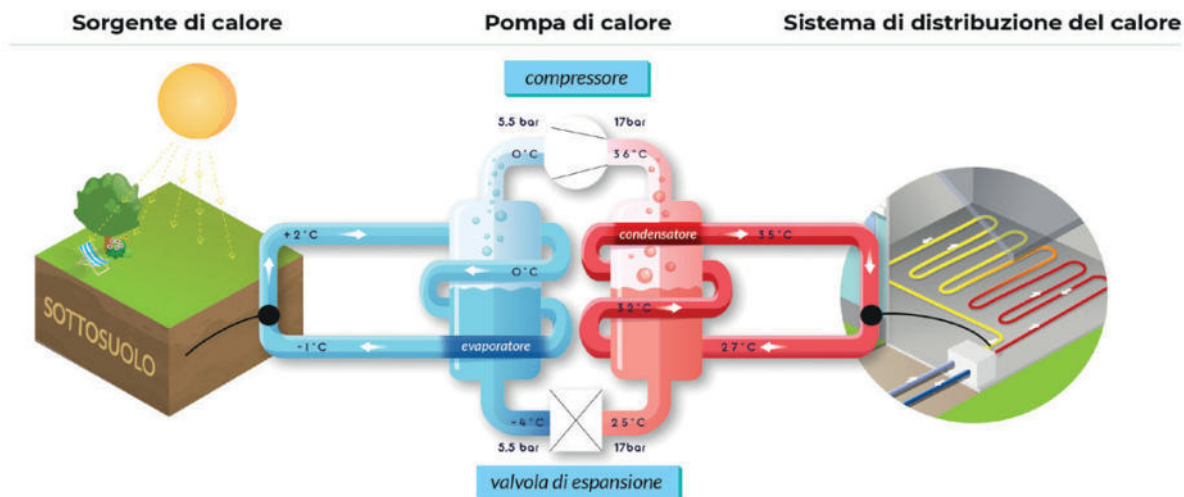 Sorgente di calore
Pompa di calore
Sistema di distribuzione del calore
compressore
5.5 bar
17bar
0°C
36°C
+2°C
condensatore
35°C
0°C
32°C
SOTTOSUOLO
-1°C
evaporatore
27°C
-4°C
25°C
5.5 bar
17bar
valvola di espansione